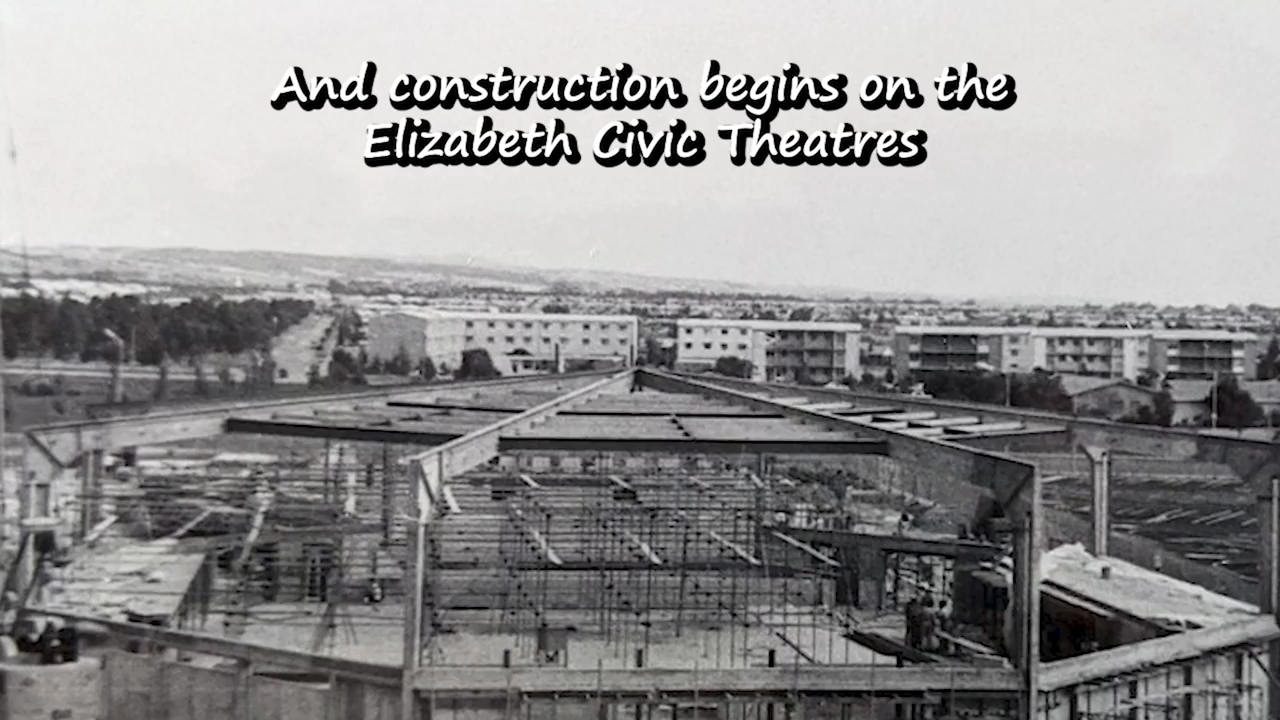 And construction begins on the
Elizabeth Civic Theatres